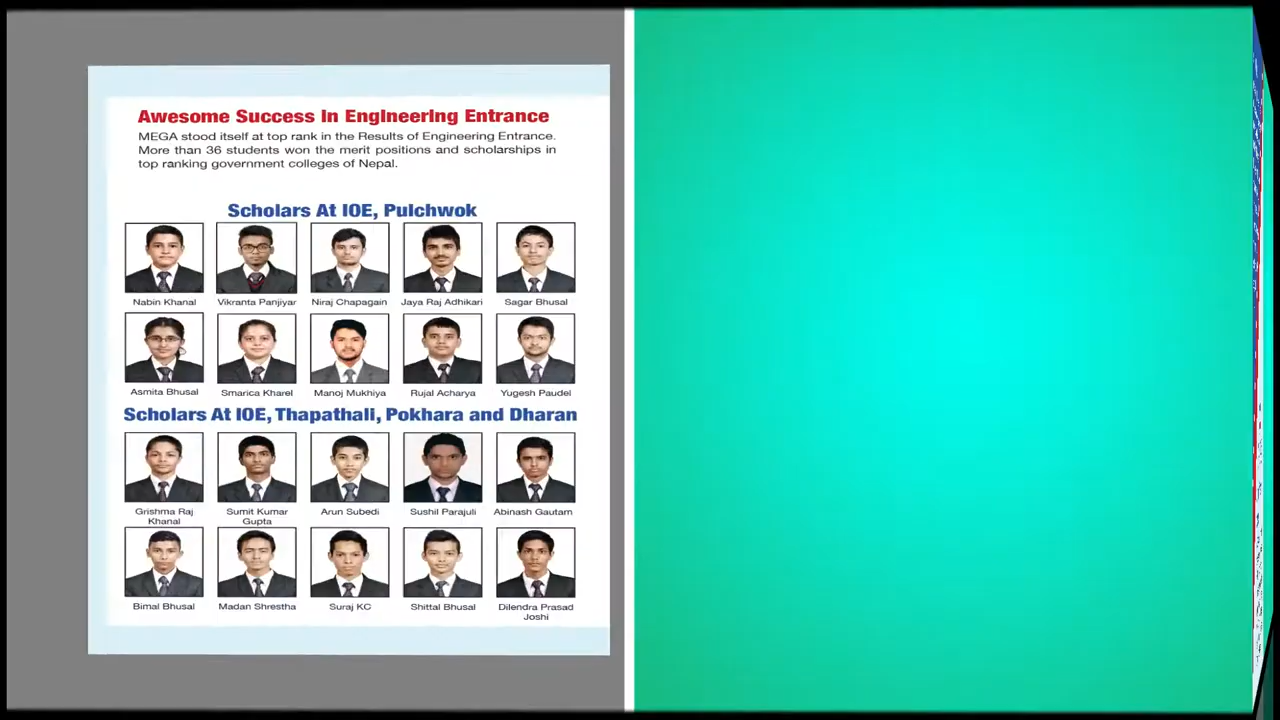 Awesome Success in Engineering Entrance
MEGA stood itself at top rank in the Results of Engineering Entrance.
More than 36 students won the merit positions and scholarships in
top ranking government colleges of Nepal.
Scholars At IOE, Pulchwok
Nabin Khanal Vikranta Panjiyar Niraj Chapagain Jaya Raj Adhikari Sagar Bhusal
Asmita Bhusal Smarica Kharel Manoj Mukhiya Rujal Acharya Yugesh Paudel
Scholars At IOE, Thapathali, Pokhara and Dharan
Grishma Raj Sumit Kumar Arun Subedi Sushil Parajuli Abinash Gautam
Khanal Gupta
Bimal Bhusal Madan Shrestha Suraj KC Shittal Bhusal Dilendra Prasad
Joshi